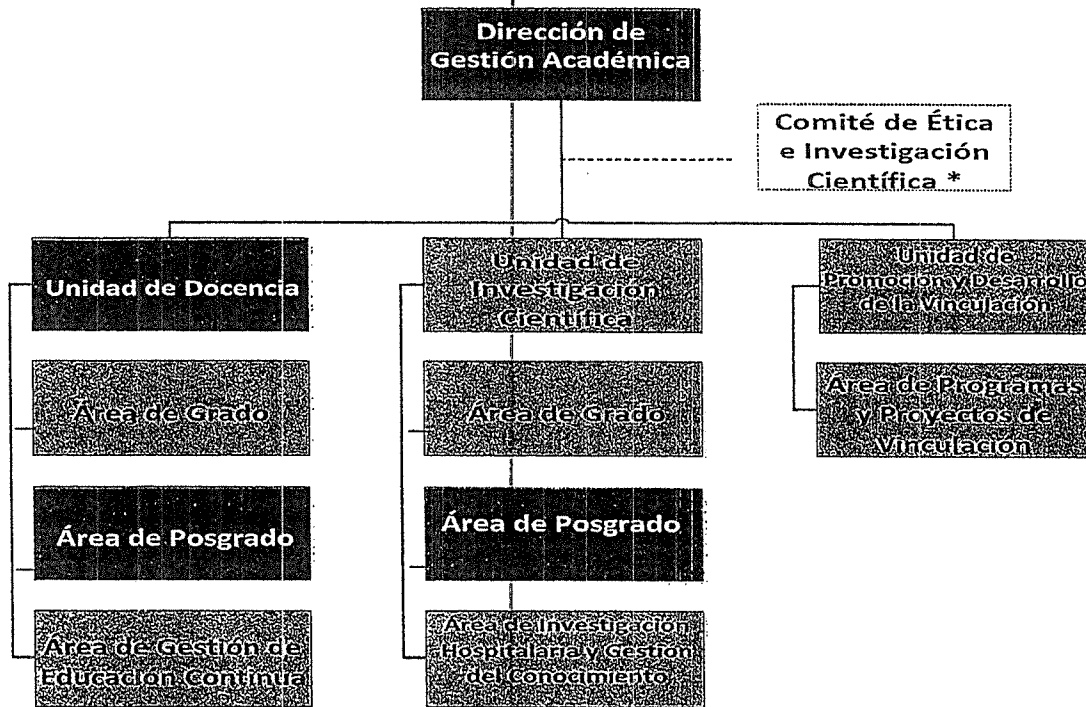 Dirección de
Gestión Académica
Comité de Ética
e Investigación
Científica *
Unidad de Docencia
Área de Grado
Área de Posgrado
Área de Gestión de
Educación Continua
Unidad de
Investigación
Científica
Área de Grado
Área de Posgrado
Área de Investigación
Hospitalaria y Gestión
del Conocimiento
Unidad de
Promoción y Desarrollo
de la Vinculación
Área de Programas
y Proyectos de
Vinculación